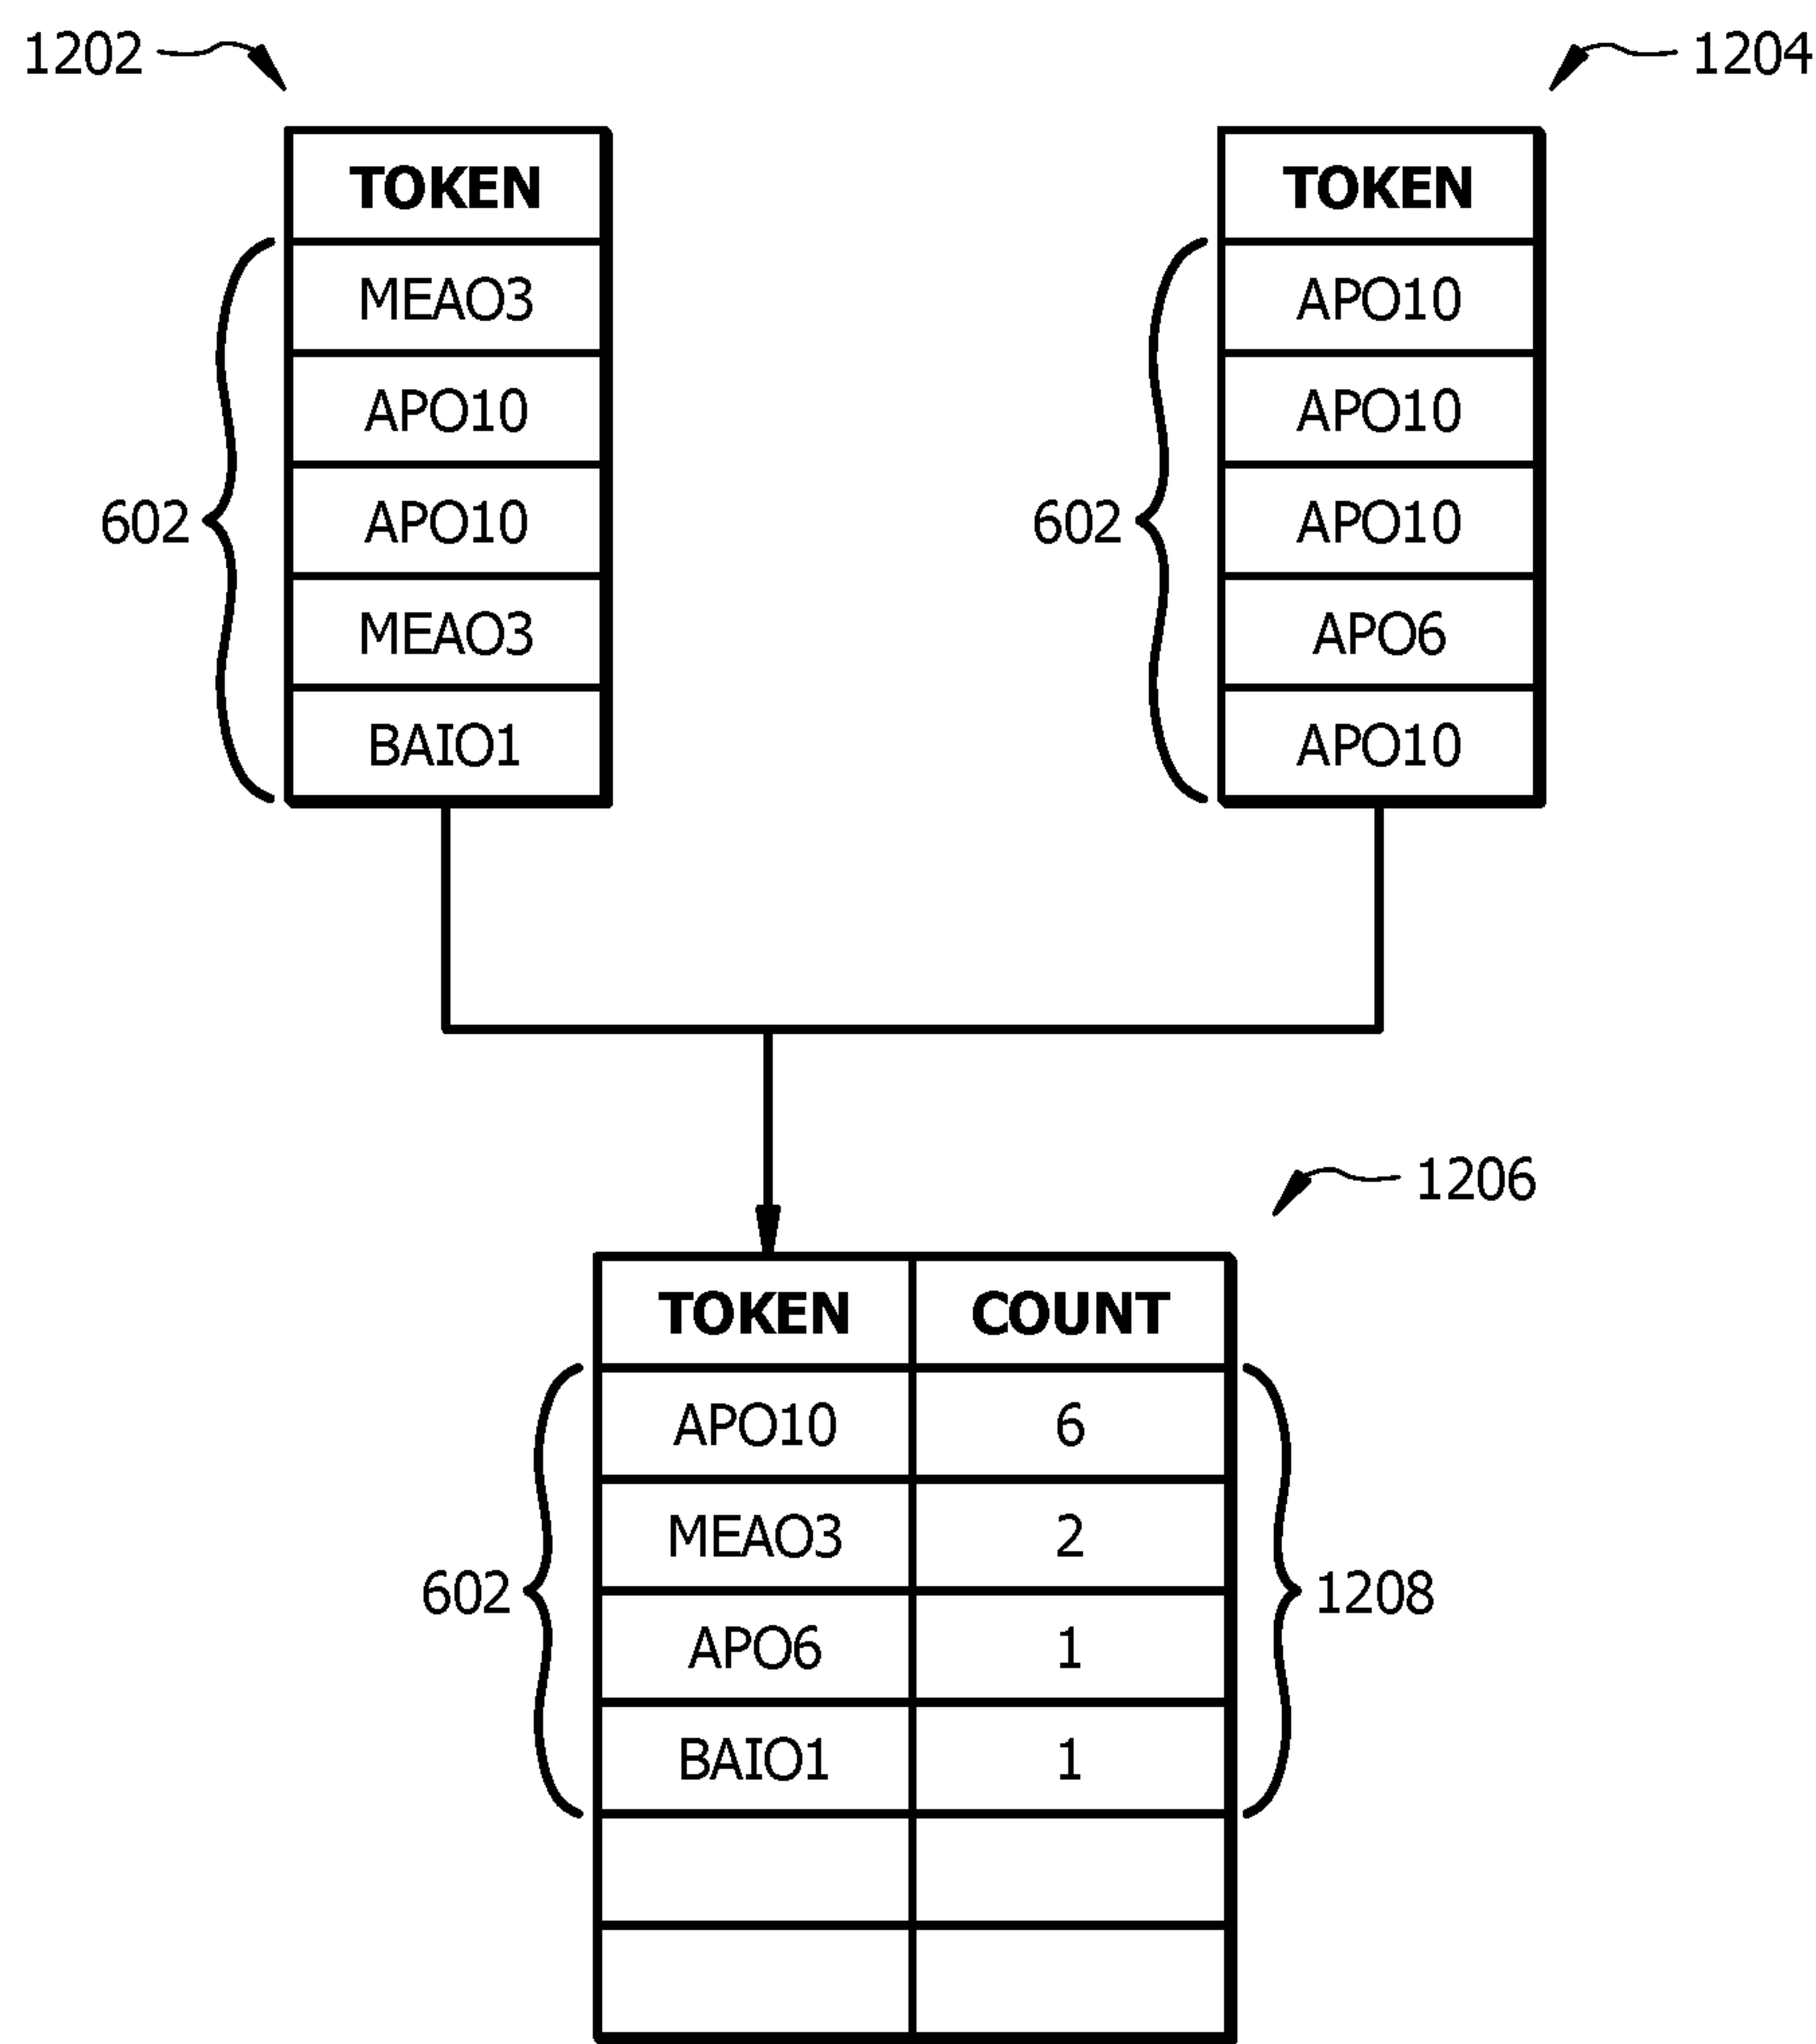 1202
1204
TOKEN
MEAO3
APO10
APO10
MEAO3
BAIO1
602
TOKEN
APO10
APO10
APO10
APO6
APO10
602
1206
TOKEN COUNT
APO10 6
MEAO3 2
APO6 1
BAIO1 1
602
1208